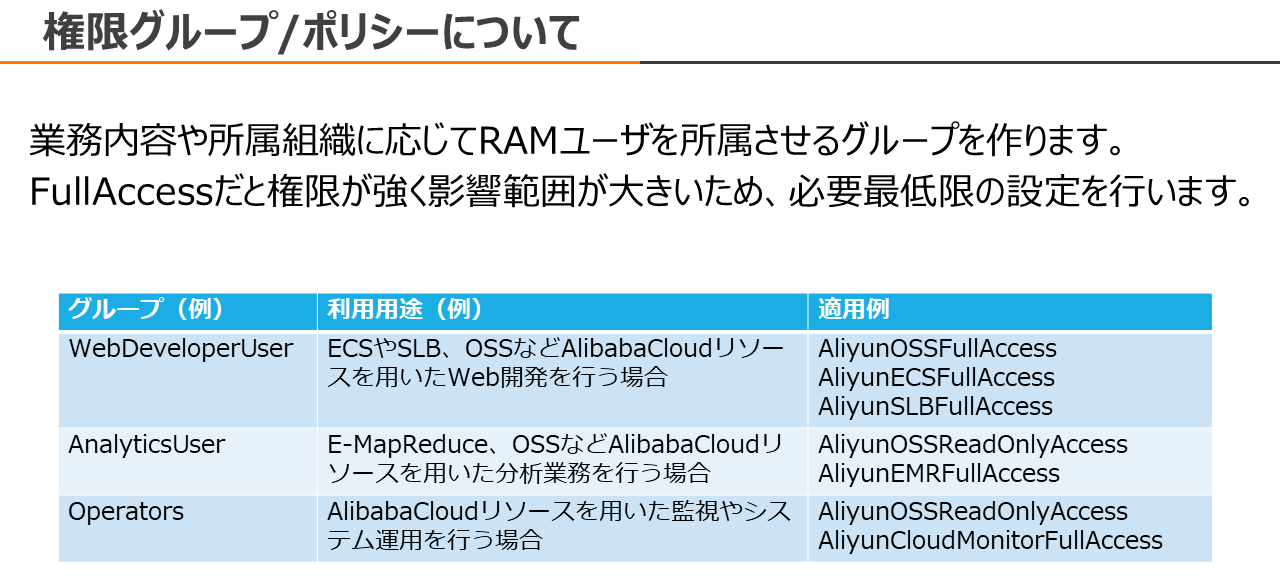 権限グループ/ポリシーについて
業務内容や所属組織に応じてRAMユーザを所属させるグループを作ります。
FullAccessだと権限が強く影響範囲が大きいため、必要最低限の設定を行います。
グループ（例）
利用用途（例）
適用例
WebDeveloperUser
ECSやSLB、OSSなどAlibabaCloudリソー
スを用いたWeb開発を行う場合
AliyunOSSFullAccess
AliyunECSFullAccess
AliyunSLBFullAccess
AnalyticsUser
E-MapReduce、OSSなどAlibabaCloudリ
ソースを用いた分析業務を行う場合
AliyunOSSReadOnlyAccess
AliyunEMRFullAccess
Operators
AlibabaCloudリソースを用いた監視やシス
テム運用を行う場合
AliyunOSSReadOnlyAccess
AliyunCloudMonitorFullAccess